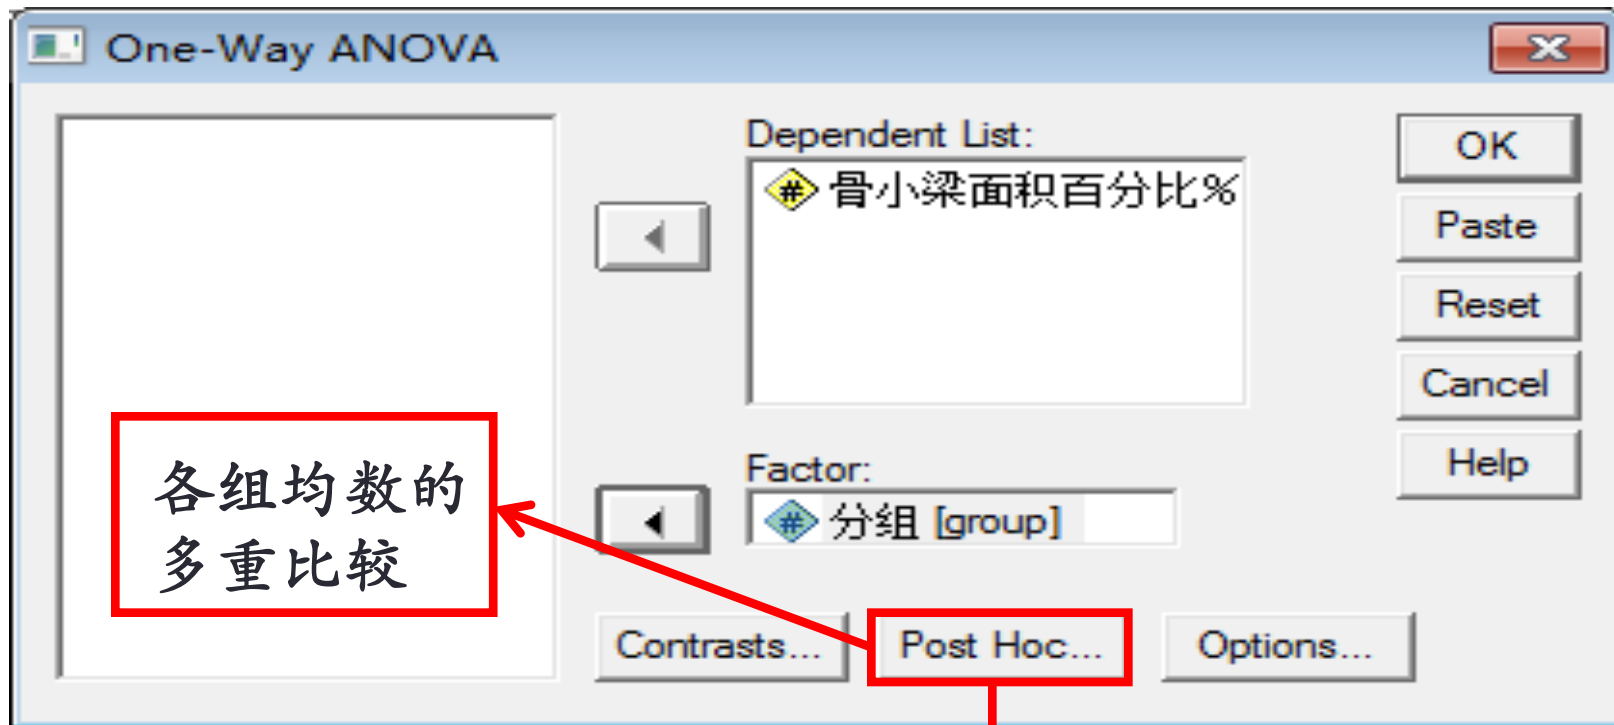 One-Way ANOVA
Dependent List:
骨小梁面积百分比%
OK
Paste
Reset
Cancel
Help
各组均数的
多重比较
Factor:
分组 [group]
Contrasts...
Post Hoc...
Options...